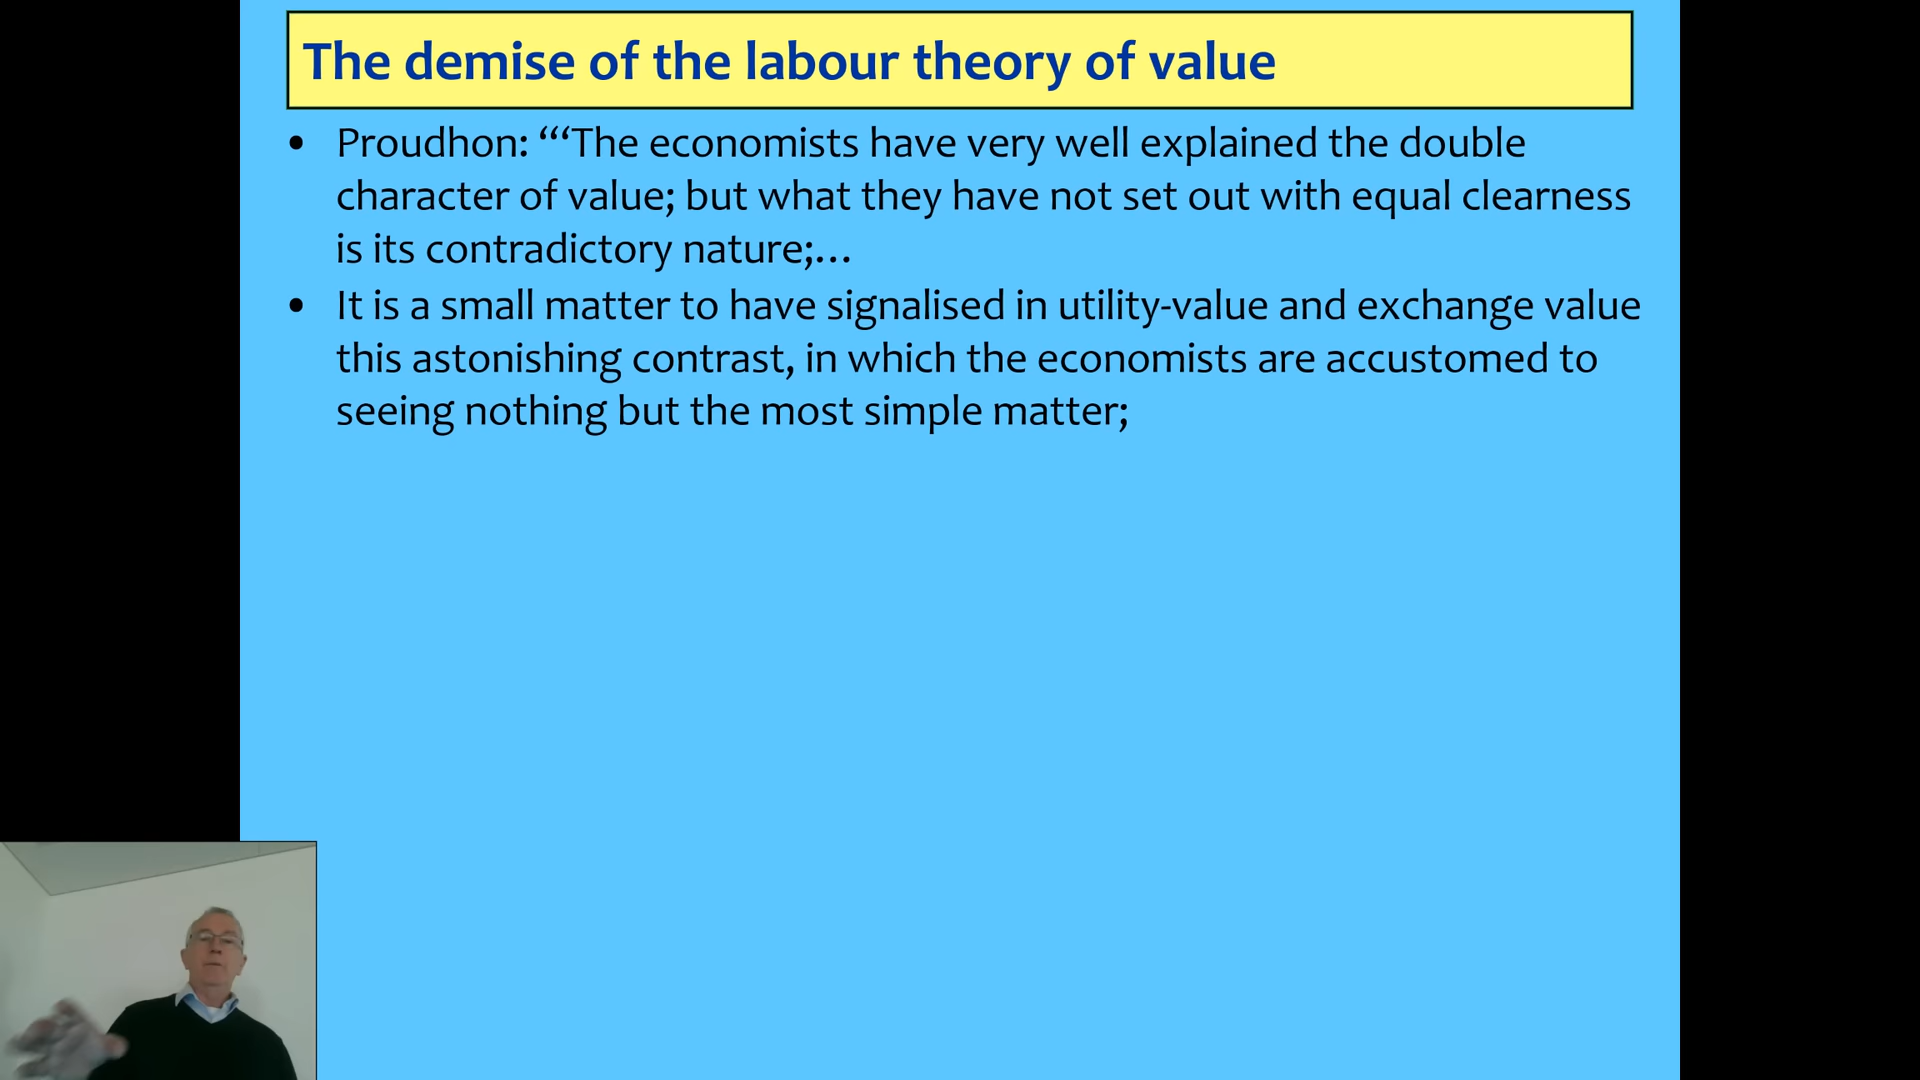 The demise of the labour theory of value
• Proudhon: “‘The economists have very well explained the double
character of value; but what they have not set out with equal clearness
is its contradictory nature;…
• It is a small matter to have signalised in utility-value and exchange value
this astonishing contrast, in which the economists are accustomed to
seeing nothing but the most simple matter;